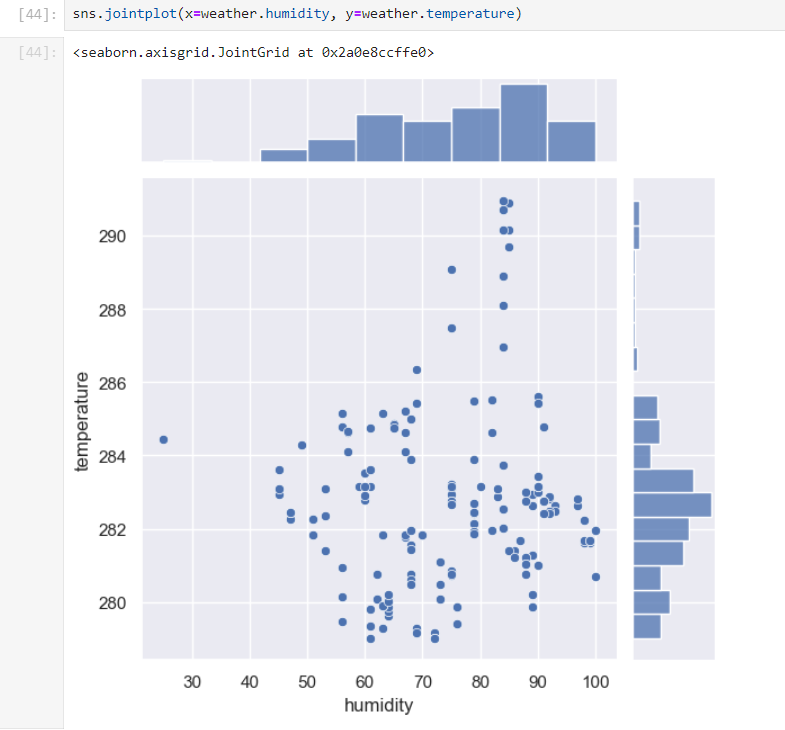 [44]: sns.jointplot(x=weather.humidity, y=weather.temperature)
[44]: <seaborn.axisgrid.JointGrid at 0x2a0e8ccffe0>
290
288
286
284
282
280
temperature
30 40 50 60 70 80 90 100
humidity